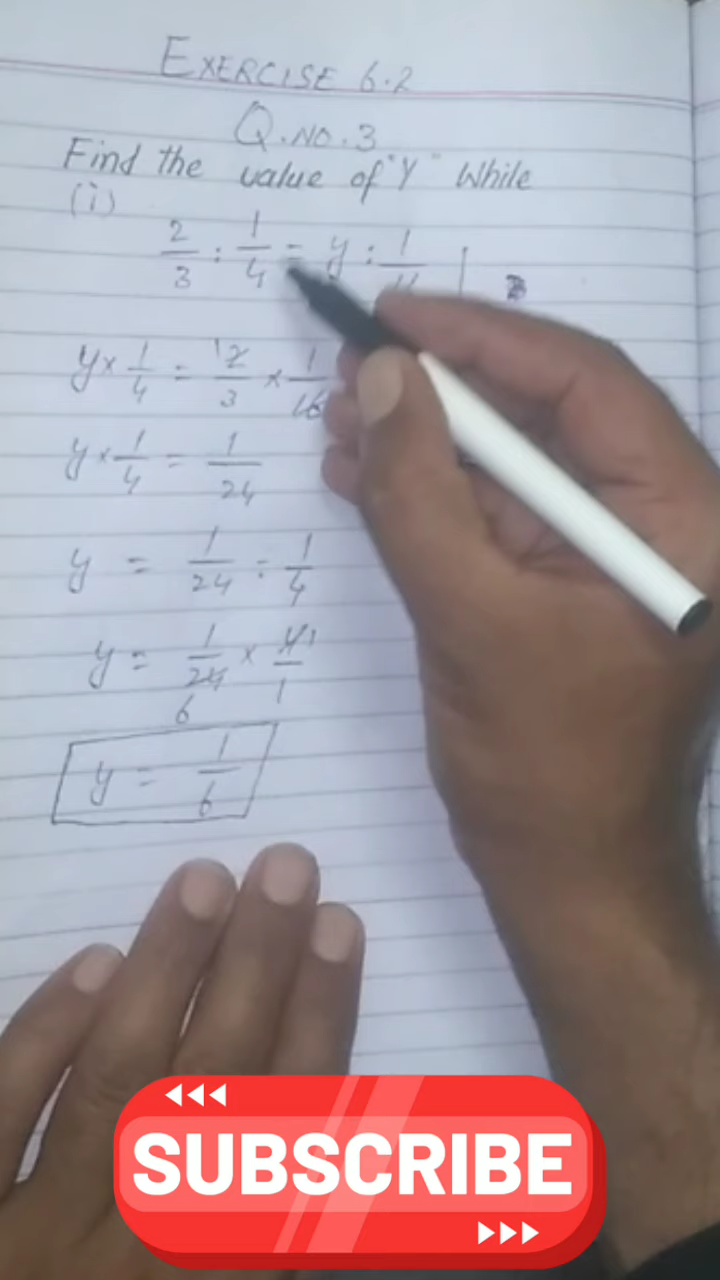 EXERCISE 6.2
Q.NO.3
Find the value of "Y" While
(i)
2/3 : 1/4 = y : 1/
y × 1/4 = 2/3 × 1/16
y × 1/4 = 1/24
y = 1/24 ÷ 1/4
y = 1/24 × 4/1
6
y = 1/6
SUBSCRIBE